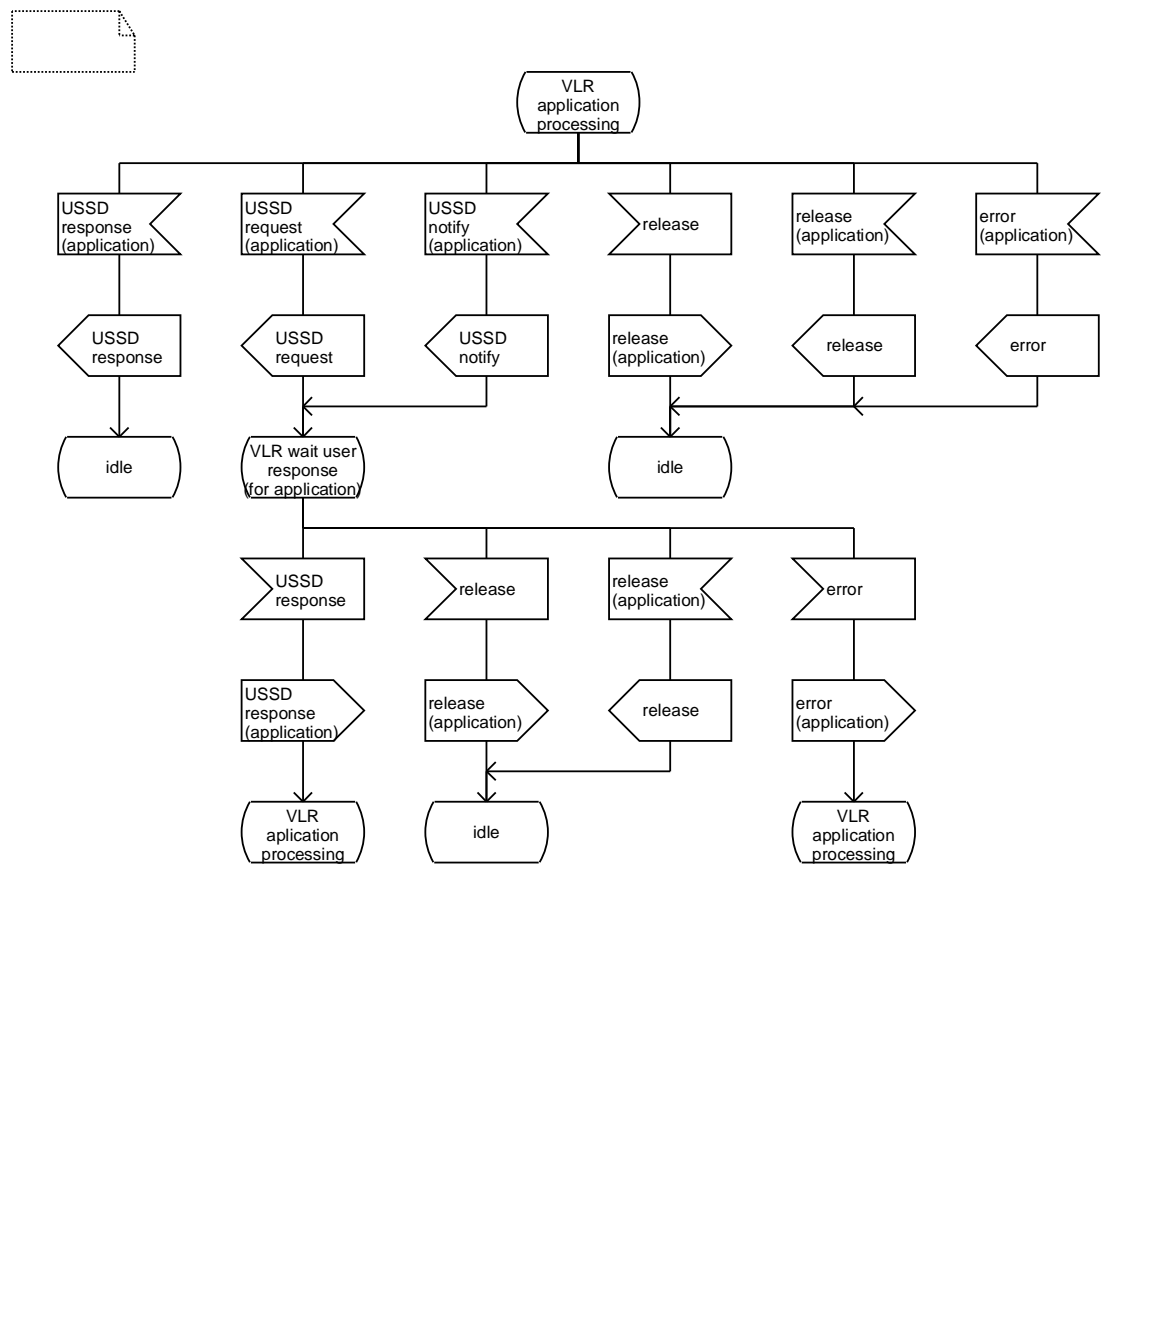 VLR
application
processing
USSD
response
(application)
USSD
request
(application)
USSD
notify
(application)
release
release
(application)
error
(application)
USSD
response
USSD
request
USSD
notify
release
(application)
release
error
idle
VLR wait user
response
(for application)
idle
USSD
response
release
release
(application)
error
USSD
response
(application)
release
(application)
release
error
(application)
VLR
aplication
processing
idle
VLR
application
processing